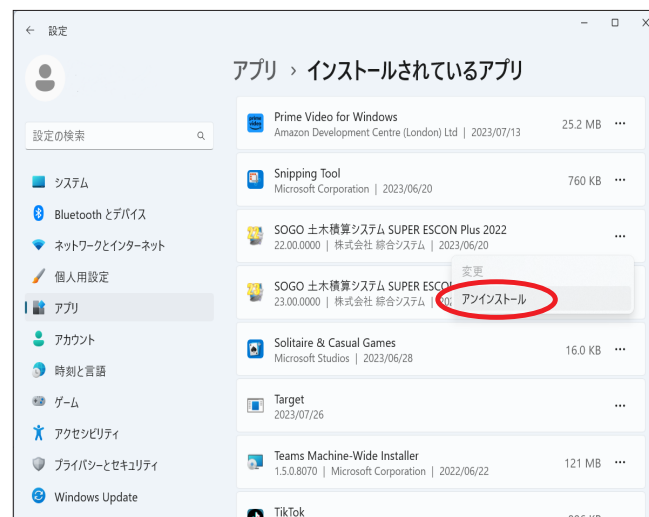 ← 設定
アプリ › インストールされているアプリ
設定の検索
システム
Bluetooth とデバイス
ネットワークとインターネット
個人用設定
アプリ
アカウント
時刻と言語
ゲーム
アクセシビリティ
プライバシーとセキュリティ
Windows Update
prime video
Prime Video for Windows
Amazon Development Centre (London) Ltd | 2023/07/13
25.2 MB
Snipping Tool
Microsoft Corporation | 2023/06/20
760 KB
SOGO 土木積算システム SUPER ESCON Plus 2022
22.00.0000 | 株式会社 綜合システム | 2023/06/20
変更
アンインストール
SOGO 土木積算システム SUPER
23.00.0000 | 株式会社 綜合システム |
Solitaire & Casual Games
Microsoft Studios | 2023/06/28
16.0 KB
Target
2023/07/26
Teams Machine-Wide Installer
1.5.0.8070 | Microsoft Corporation | 2022/06/22
121 MB
TikTok